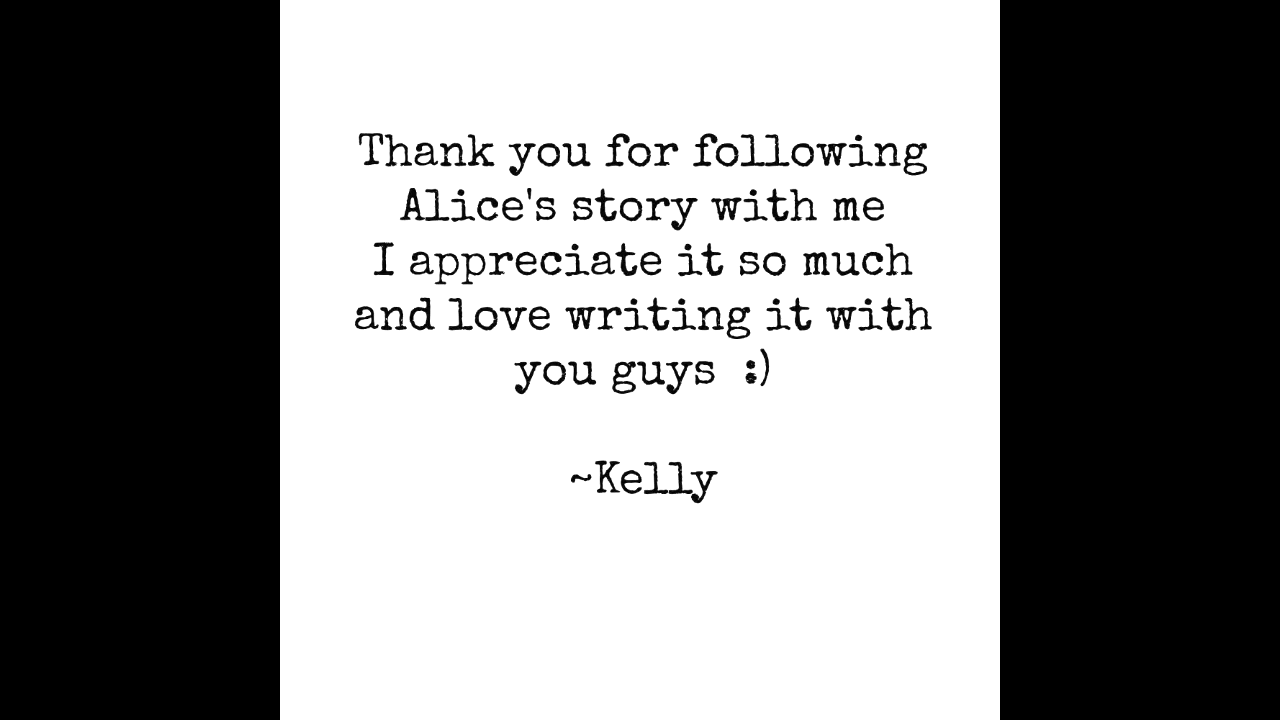 Thank you for following
Alice's story with me
I appreciate it so much
and love writing it with
you guys  :)
~Kelly